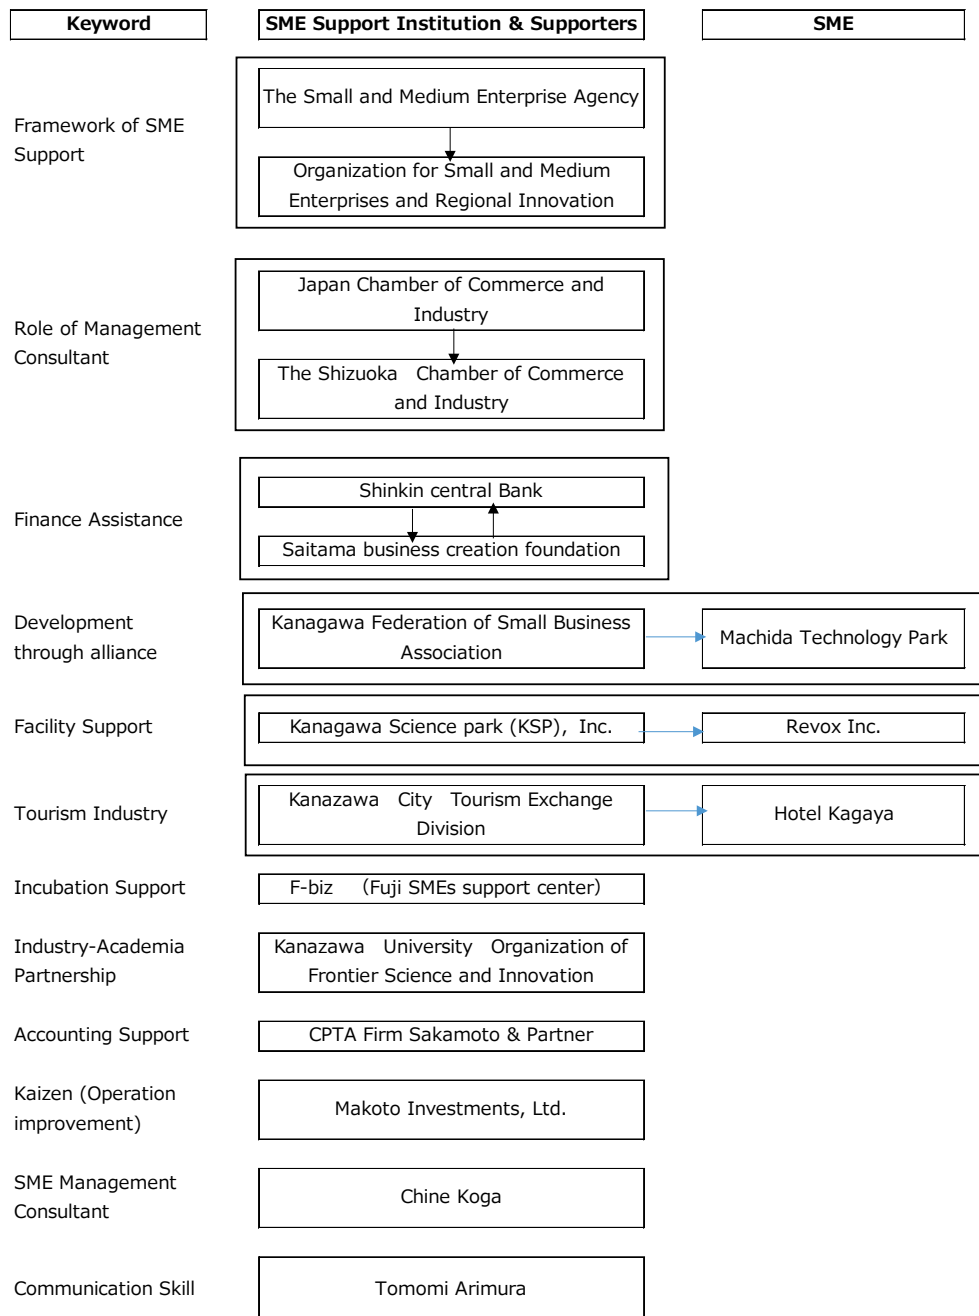 Keyword
SME Support Institution & Supporters
SME
Framework of SME
Support
The Small and Medium Enterprise Agency
Organization for Small and Medium
Enterprises and Regional Innovation
Role of Management
Consultant
Japan Chamber of Commerce and
Industry
The Shizuoka Chamber of Commerce
and Industry
Finance Assistance
Shinkin central Bank
Saitama business creation foundation
Development
through alliance
Kanagawa Federation of Small Business
Association
Machida Technology Park
Facility Support
Kanagawa Science park (KSP), Inc.
Revox Inc.
Tourism Industry
Kanazawa City Tourism Exchange
Division
Hotel Kagaya
Incubation Support
F-biz （Fuji SMEs support center）
Industry-Academia
Partnership
Kanazawa University Organization of
Frontier Science and Innovation
Accounting Support
CPTA Firm Sakamoto & Partner
Kaizen (Operation
improvement)
Makoto Investments, Ltd.
SME Management
Consultant
Chine Koga
Communication Skill
Tomomi Arimura